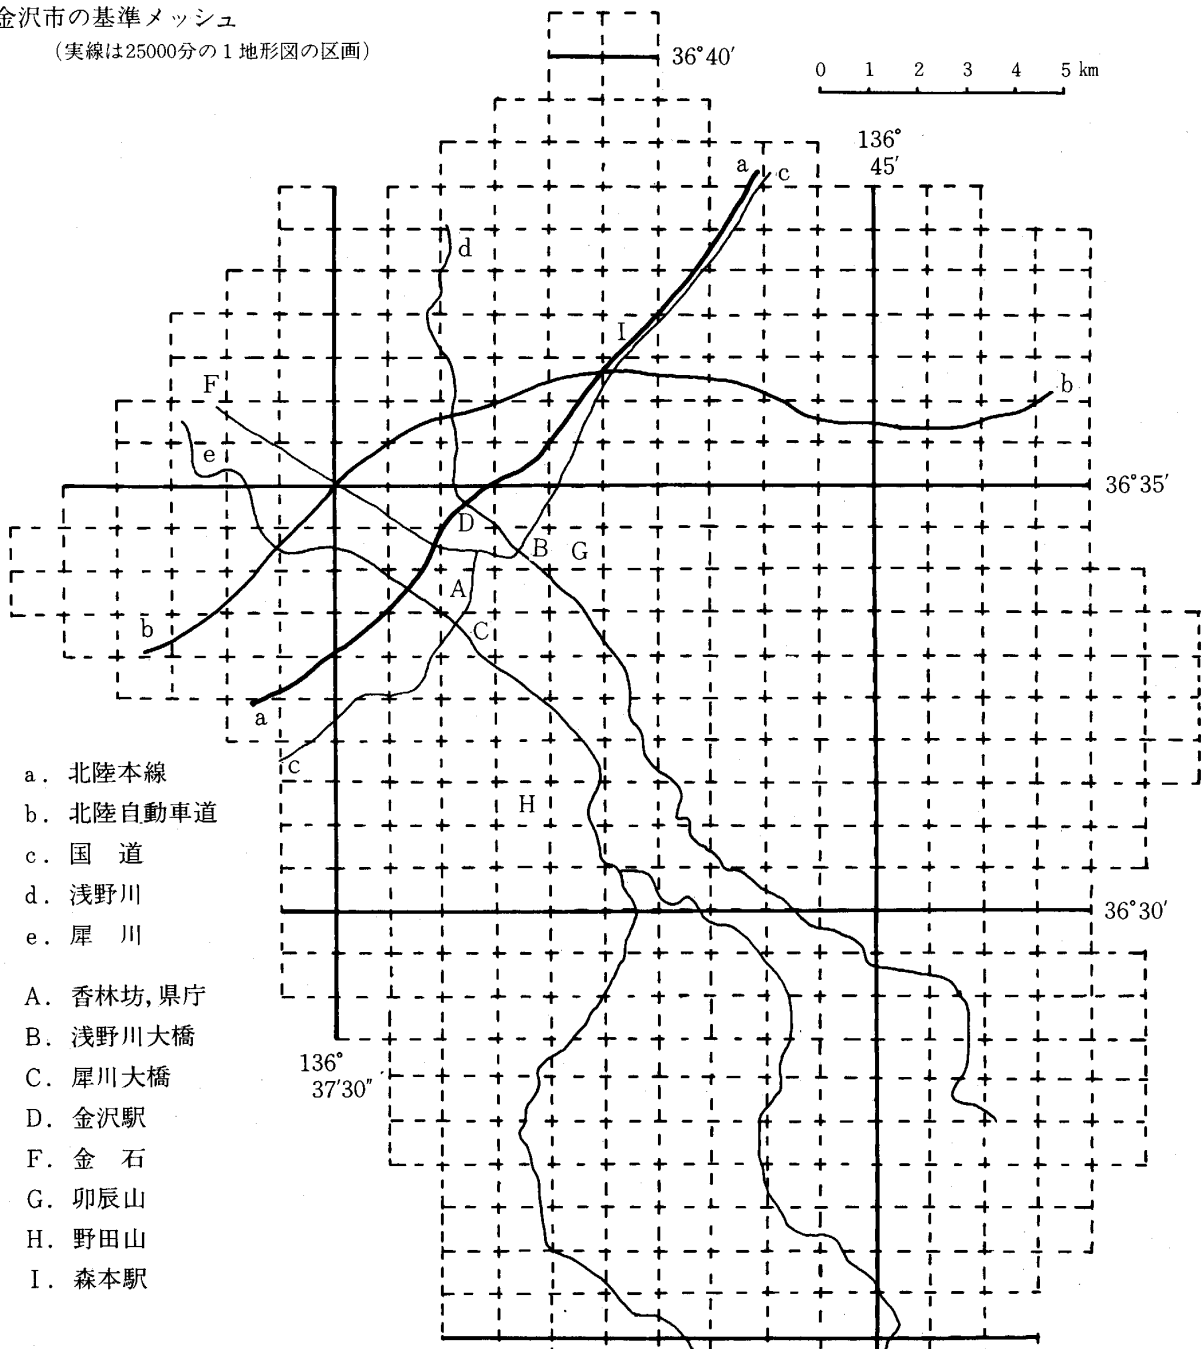 金沢市の基準メッシュ
(実線は25000分の1地形図の区画)
36°40′
0 1 2 3 4 5 km
136°
45′
a
c
d
I
F
b
e
36°35′
D
B
G
A
b
C
a
c
H
a. 北陸本線
b. 北陸自動車道
c. 国 道
d. 浅野川
e. 犀 川
36°30′
A. 香林坊,県庁
B. 浅野川大橋
C. 犀川大橋
D. 金沢駅
F. 金 石
G. 卯辰山
H. 野田山
I. 森本駅
136°
37′30″